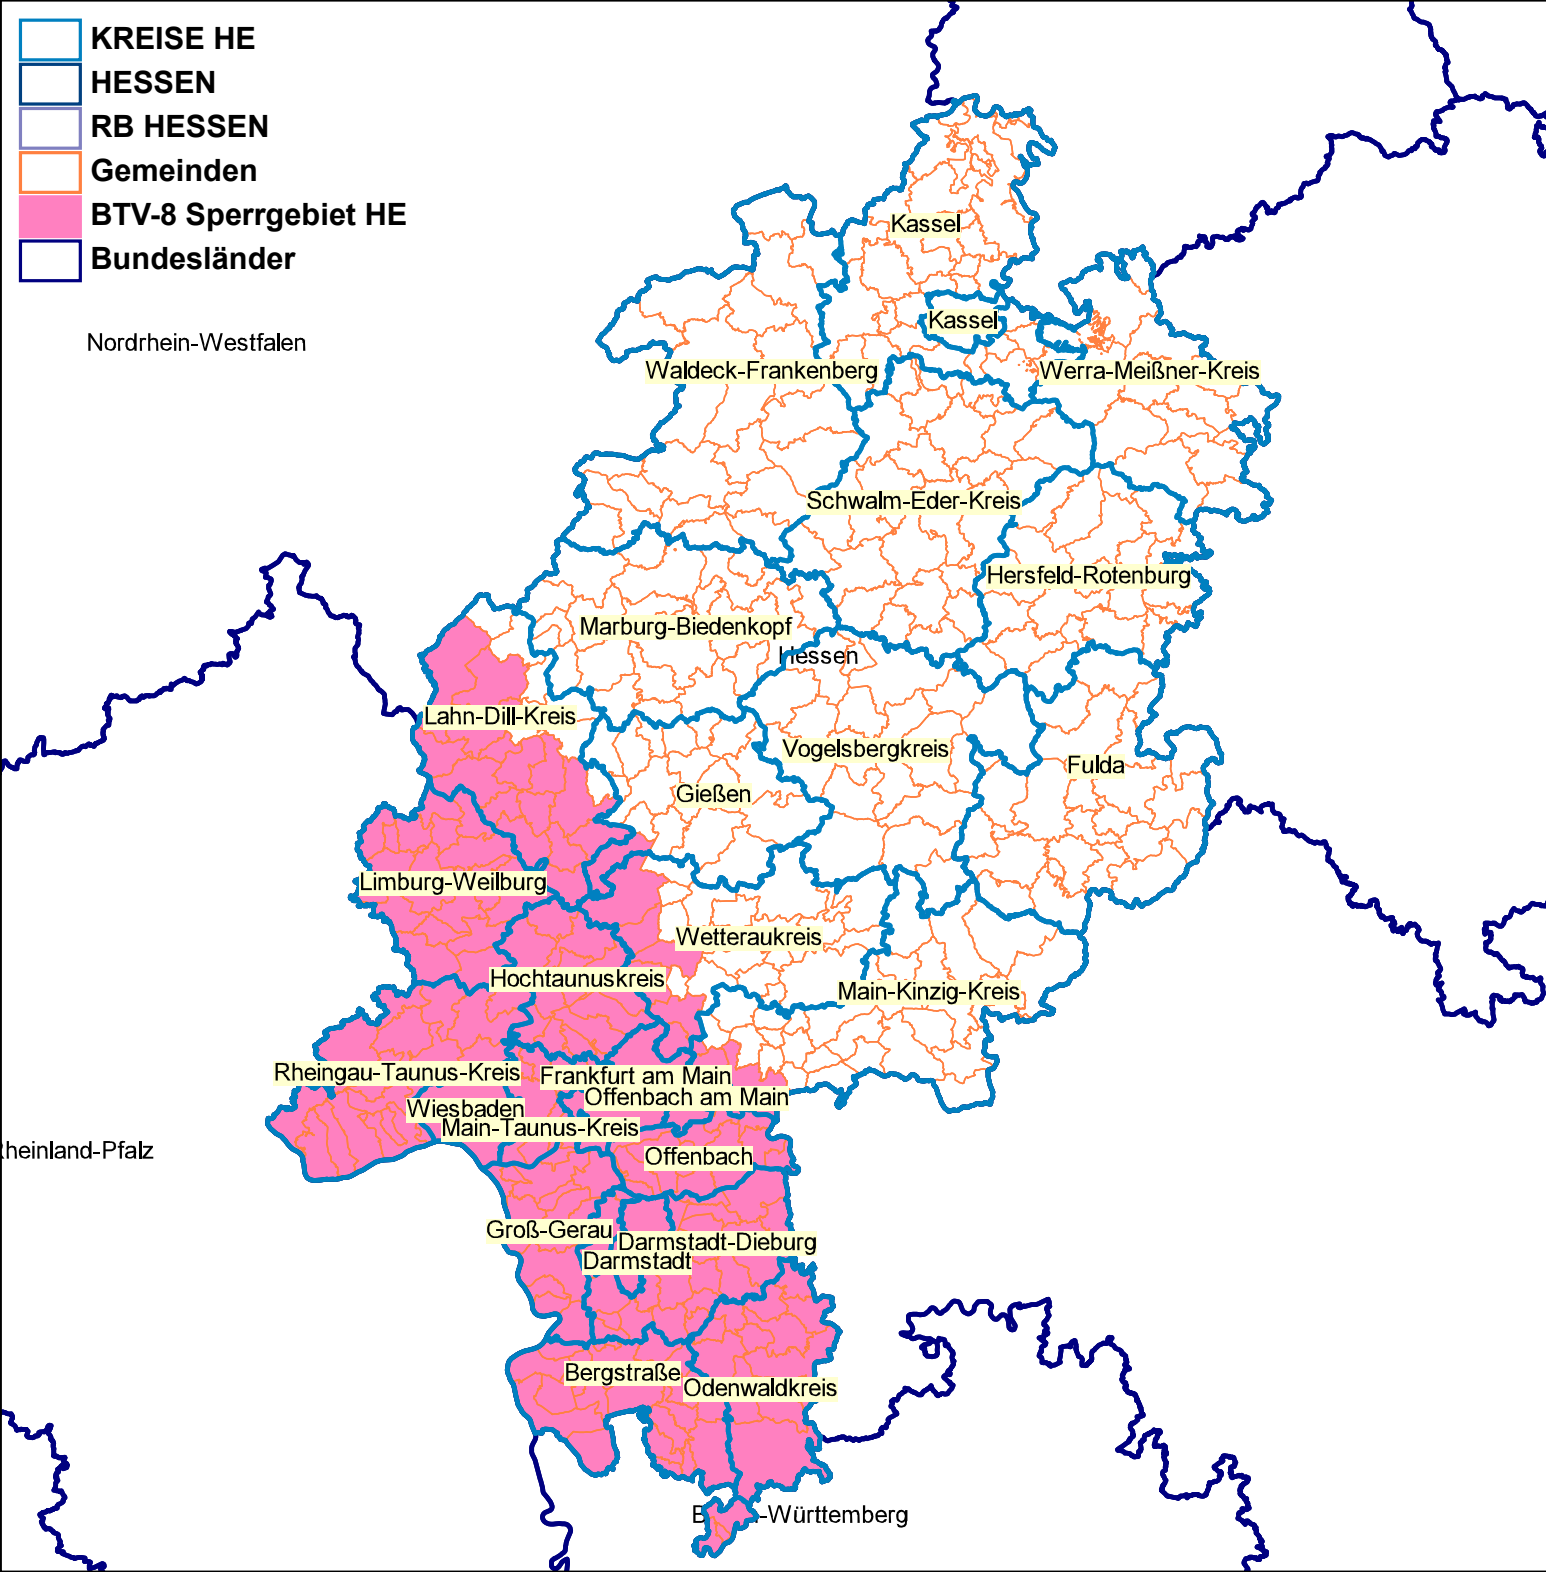 KREISE HE
HESSEN
RB HESSEN
Gemeinden
BTV-8 Sperrgebiet HE
Bundesländer
Kassel
Kassel
Nordrhein-Westfalen
Waldeck-Frankenberg
Werra-Meißner-Kreis
Schwalm-Eder-Kreis
Hersfeld-Rotenburg
Marburg-Biedenkopf
Hessen
Lahn-Dill-Kreis
Vogelsbergkreis
Fulda
Gießen
Limburg-Weilburg
Wetteraukreis
Hochtaunuskreis
Main-Kinzig-Kreis
Rheingau-Taunus-Kreis
Frankfurt am Main
Offenbach am Main
Wiesbaden
Main-Taunus-Kreis
heinland-Pfalz
Offenbach
Groß-Gerau
Darmstadt-Dieburg
Darmstadt
Bergstraße
Odenwaldkreis
-Württemberg